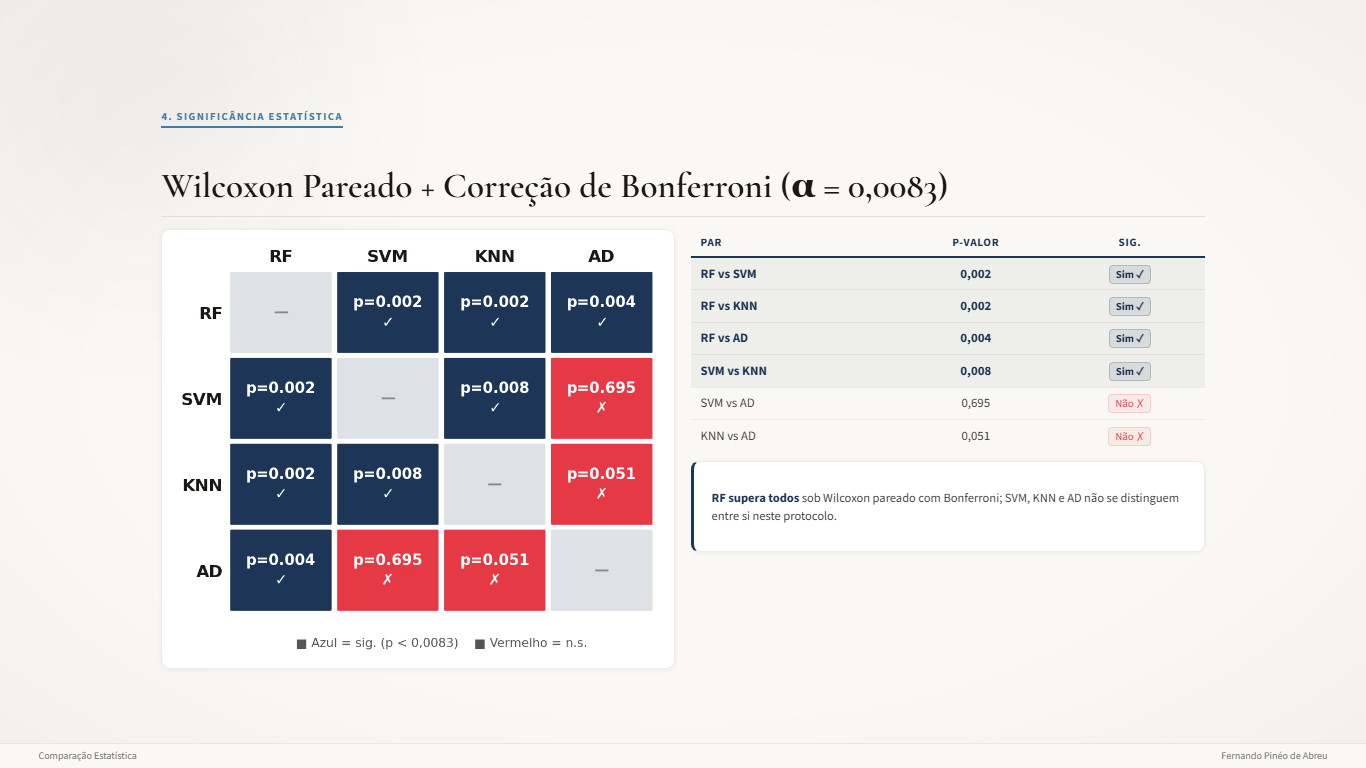 4. SIGNIFICÂNCIA ESTATÍSTICA
Wilcoxon Pareado + Correção de Bonferroni (α = 0,0083)
RF SVM KNN AD
RF — p=0.002 ✓ p=0.002 ✓ p=0.004 ✓
SVM p=0.002 ✓ — p=0.008 ✓ p=0.695 ✗
KNN p=0.002 ✓ p=0.008 ✓ — p=0.051 ✗
AD p=0.004 ✓ p=0.695 ✗ p=0.051 ✗ —
■ Azul = sig. (p < 0,0083) ■ Vermelho = n.s.
PAR P-VALOR SIG.
RF vs SVM 0,002 Sim ✓
RF vs KNN 0,002 Sim ✓
RF vs AD 0,004 Sim ✓
SVM vs KNN 0,008 Sim ✓
SVM vs AD 0,695 Não ✗
KNN vs AD 0,051 Não ✗
RF supera todos sob Wilcoxon pareado com Bonferroni; SVM, KNN e AD não se distinguem
entre si neste protocolo.
Comparação Estatística
Fernando Pinéo de Abreu